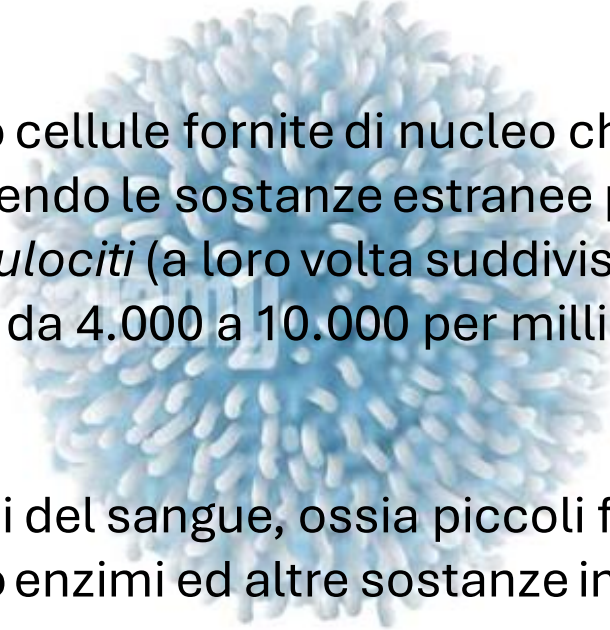 o cellule fornite di nucleo ch
endo le sostanze estranee p
ulociti (a loro volta suddivis
da 4.000 a 10.000 per milli
i del sangue, ossia piccoli f
o enzimi ed altre sostanze in